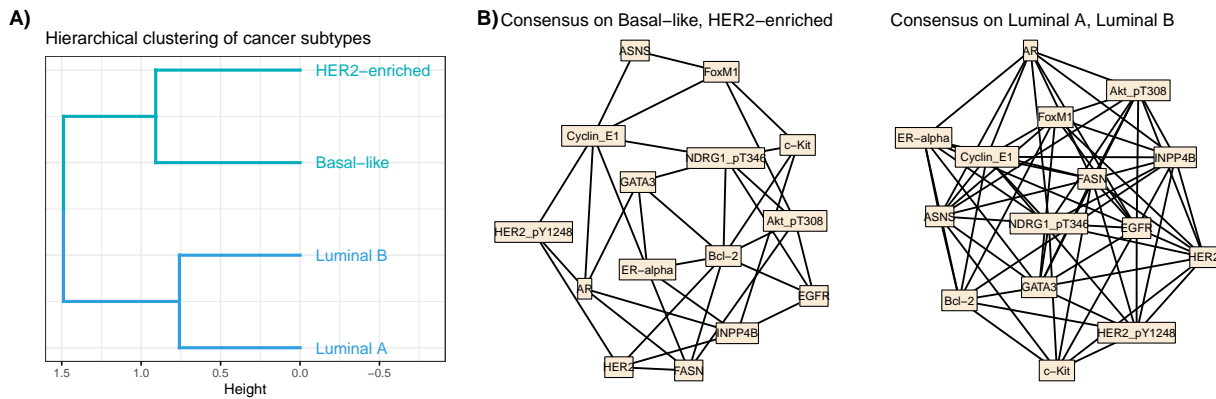 A)
Hierarchical clustering of cancer subtypes
HER2−enriched
Basal−like
Luminal B
Luminal A
1.5 1.0 0.5 0.0 −0.5
Height
B)
Consensus on Basal−like, HER2−enriched
ASNS
FoxM1
Cyclin_E1
c−Kit
NDRG1_pT346
GATA3
Akt_pT308
HER2_pY1248
Bcl−2
ER−alpha
AR
EGFR
INPP4B
HER2
FASN
Consensus on Luminal A, Luminal B
AR
Akt_pT308
FoxM1
ER−alpha
Cyclin_E1
INPP4B
FASN
ASNS
NDRG1_pT346
EGFR
HER2
GATA3
Bcl−2
HER2_pY1248
c−Kit